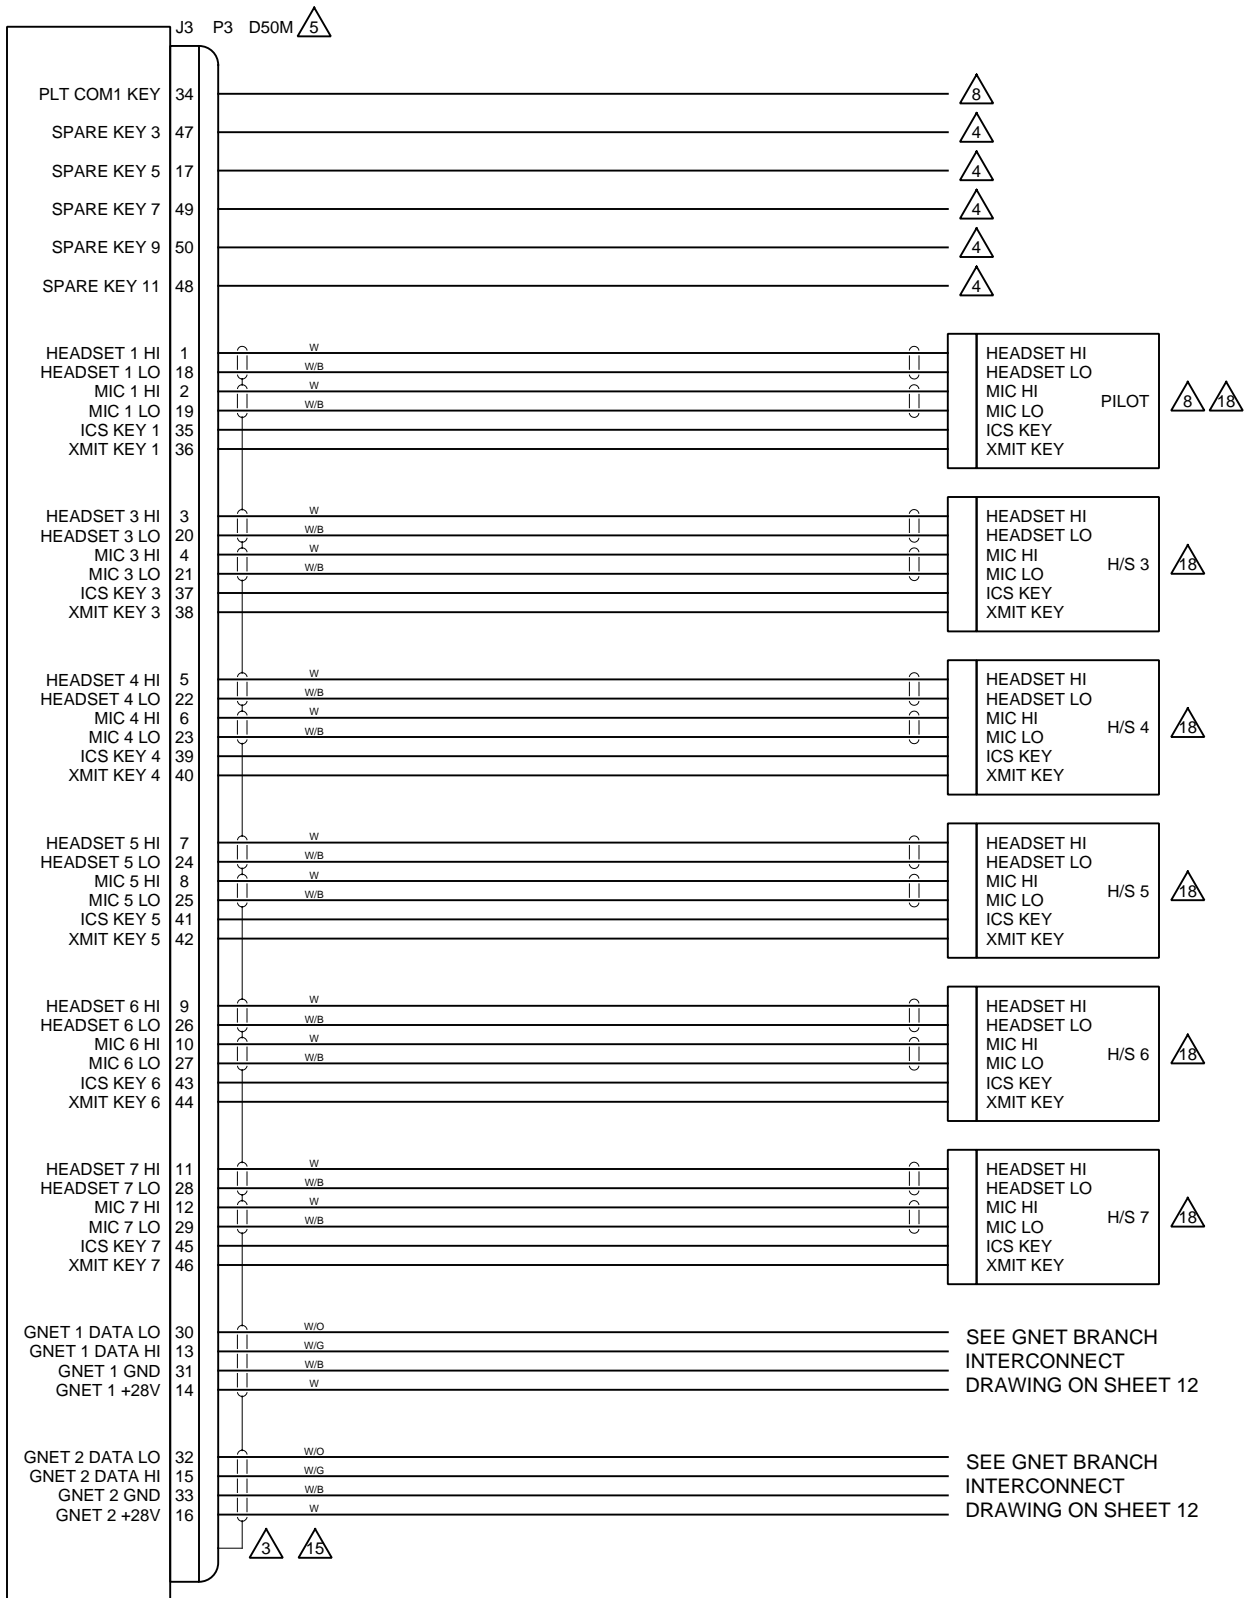 J3 P3 D50M 5
PLT COM1 KEY 34 8
SPARE KEY 3 47 4
SPARE KEY 5 17 4
SPARE KEY 7 49 4
SPARE KEY 9 50 4
SPARE KEY 11 48 4
HEADSET 1 HI 1 W HEADSET HI
HEADSET 1 LO 18 W/B HEADSET LO
MIC 1 HI 2 W MIC HI
MIC 1 LO 19 W/B MIC LO
PILOT 8 18
ICS KEY 1 35 ICS KEY
XMIT KEY 1 36 XMIT KEY
HEADSET 3 HI 3 W HEADSET HI
HEADSET 3 LO 20 W/B HEADSET LO
MIC 3 HI 4 W MIC HI
MIC 3 LO 21 W/B MIC LO
H/S 3 18
ICS KEY 3 37 ICS KEY
XMIT KEY 3 38 XMIT KEY
HEADSET 4 HI 5 W HEADSET HI
HEADSET 4 LO 22 W/B HEADSET LO
MIC 4 HI 6 W MIC HI
MIC 4 LO 23 W/B MIC LO
H/S 4 18
ICS KEY 4 39 ICS KEY
XMIT KEY 4 40 XMIT KEY
HEADSET 5 HI 7 W HEADSET HI
HEADSET 5 LO 24 W/B HEADSET LO
MIC 5 HI 8 W MIC HI
MIC 5 LO 25 W/B MIC LO
H/S 5 18
ICS KEY 5 41 ICS KEY
XMIT KEY 5 42 XMIT KEY
HEADSET 6 HI 9 W HEADSET HI
HEADSET 6 LO 26 W/B HEADSET LO
MIC 6 HI 10 W MIC HI
MIC 6 LO 27 W/B MIC LO
H/S 6 18
ICS KEY 6 43 ICS KEY
XMIT KEY 6 44 XMIT KEY
HEADSET 7 HI 11 W HEADSET HI
HEADSET 7 LO 28 W/B HEADSET LO
MIC 7 HI 12 W MIC HI
MIC 7 LO 29 W/B MIC LO
H/S 7 18
ICS KEY 7 45 ICS KEY
XMIT KEY 7 46 XMIT KEY
GNET 1 DATA LO 30 W/O
GNET 1 DATA HI 13 W/G
GNET 1 GND 31 W/B
GNET 1 +28V 14 W
SEE GNET BRANCH
INTERCONNECT
DRAWING ON SHEET 12
GNET 2 DATA LO 32 W/O
GNET 2 DATA HI 15 W/G
GNET 2 GND 33 W/B
GNET 2 +28V 16 W
SEE GNET BRANCH
INTERCONNECT
DRAWING ON SHEET 12
3 15